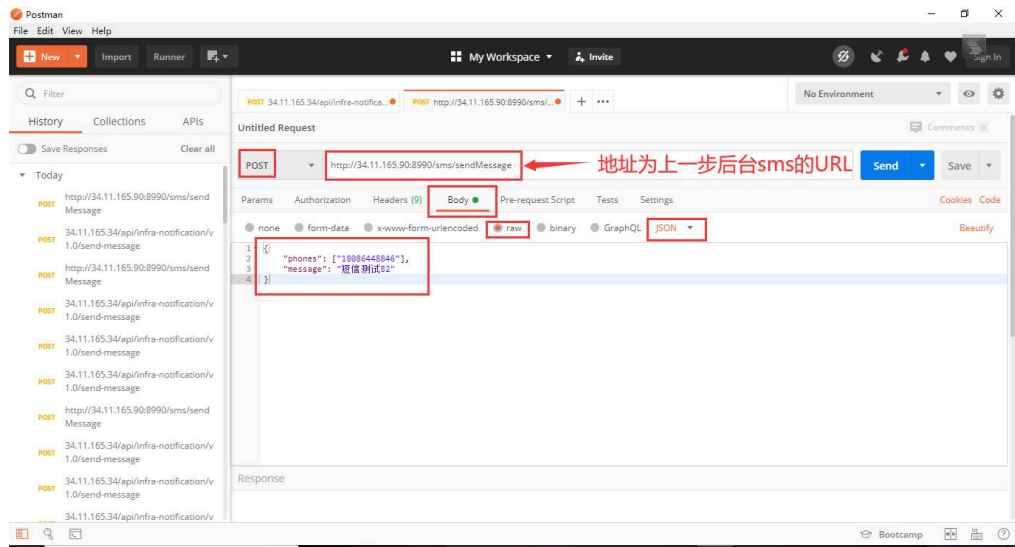 Postman
File Edit View Help
New Import Runner My Workspace Invite Sign In
Filter
History Collections APIs
Save Responses Clear all
Today
POST http://34.11.165.90:8990/sms/send
Message
POST 34.11.165.34/api/infra-notification/v
1.0/send-message
POST http://34.11.165.90:8990/sms/send
Message
POST 34.11.165.34/api/infra-notification/v
1.0/send-message
POST 34.11.165.34/api/infra-notification/v
1.0/send-message
POST 34.11.165.34/api/infra-notification/v
1.0/send-message
POST http://34.11.165.90:8990/sms/send
Message
POST 34.11.165.34/api/infra-notification/v
1.0/send-message
POST 34.11.165.34/api/infra-notification/v
1.0/send-message
34.11.165.34/api/infra-notification/v
POST 34.11.165.34/api/infra-notifica... POST http://34.11.165.90:8990/sms/... + ••• No Environment
Untitled Request Comments 0
POST http://34.11.165.90:8990/sms/sendMessage 地址为上一步后台sms的URL Send Save
Params Authorization Headers (9) Body Pre-request Script Tests Settings Cookies Code
none form-data x-www-form-urlencoded raw binary GraphQL JSON Beautify
1 {
2 "phones": ["18086448846"],
3 "message": "短信测试82"
4 }
Response
Bootcamp